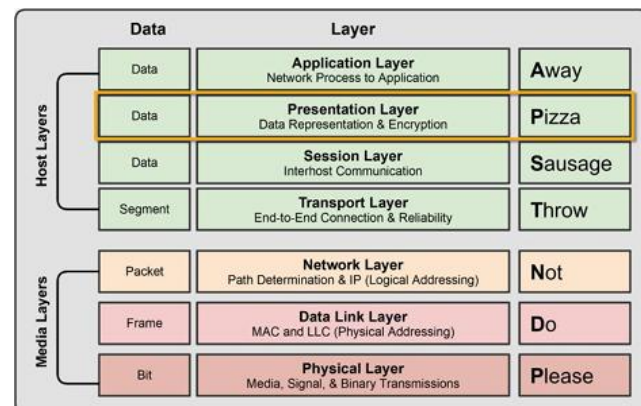 Data Layer
Application Layer
Data Network Process to Application Away
Presentation Layer
Data Data Representation & Encryption Pizza
Session Layer
Data Interhost Communication Sausage
Transport Layer
Segment End-to-End Connection & Reliability Throw
Host Layers
Network Layer
Packet Path Determination & IP (Logical Addressing) Not
Data Link Layer
Frame MAC and LLC (Physical Addressing) Do
Physical Layer
Bit Media, Signal, & Binary Transmissions Please
Media Layers